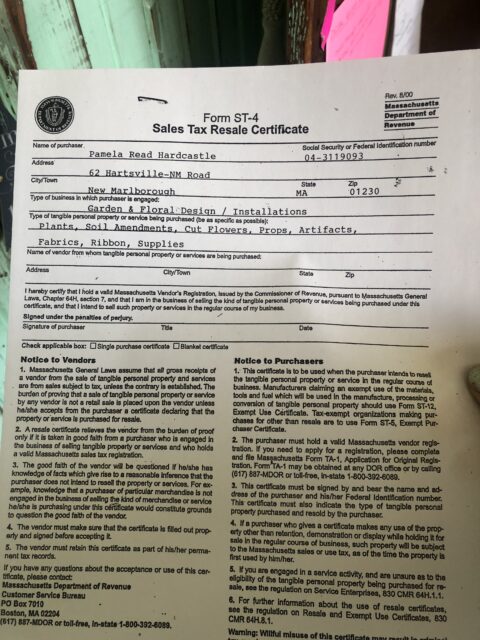 Rev. 8/00
Massachusetts
Department of
Revenue
Form ST-4
Sales Tax Resale Certificate
Name of purchaser
Social Security or Federal Identification number
Pamela Read Hardcastle
04-3119093
Address
62 Hartsville-NM Road
City/Town
State
Zip
New Marlborough
MA
01230
Type of business in which purchaser is engaged:
Garden & Floral Design / Installations
Type of tangible personal property or service being purchased (be as specific as possible):
Plants, Soil Amendments, Cut Flowers, Props, Artifacts,
Fabrics, Ribbon, Supplies
Name of vendor from whom tangible personal property or services are being purchased:
Address
City/Town
State
Zip
I hereby certify that I hold a valid Massachusetts Vendor's Registration, issued by the Commissioner of Revenue, pursuant to Massachusetts General
Laws, Chapter 64H, section 7, and that I am in the business of selling the kind of tangible personal property or services being purchased under this
certificate, and that I intend to sell such property or services in the regular course of my business.
Signed under the penalties of perjury.
Signature of purchaser
Title
Date
Check applicable box: Single purchase certificate Blanket certificate
Notice to Vendors
1. Massachusetts General Laws assume that all gross receipts of
a vendor from the sale of tangible personal property and services
are from sales subject to tax, unless the contrary is established. The
burden of proving that a sale of tangible personal property or service
by any vendor is not a retail sale is placed upon the vendor unless
he/she accepts from the purchaser a certificate declaring that the
property or service is purchased for resale.
2. A resale certificate relieves the vendor from the burden of proof
only if it is taken in good faith from a purchaser who is engaged in
the business of selling tangible property or services and who holds
a valid Massachusetts sales tax registration.
3. The good faith of the vendor will be questioned if he/she has
knowledge of facts which give rise to a reasonable inference that the
purchaser does not intend to resell the property or services. For ex-
ample, knowledge that a purchaser of particular merchandise is not
engaged in the business of selling the kind of merchandise or service
he/she is purchasing under this certificate would constitute grounds
to question the good faith of the vendor.
4. The vendor must make sure that the certificate is filled out prop-
erly and signed before accepting it.
5. The vendor must retain this certificate as part of his/her perma-
nent tax records.
If you have any questions about the acceptance or use of this cer-
tificate, please contact:
Massachusetts Department of Revenue
Customer Service Bureau
PO Box 7010
Boston, MA 02204
(617) 887-MDOR or toll-free, in-state 1-800-392-6089.
Notice to Purchasers
1. This certificate is to be used when the purchaser intends to resell
the tangible personal property or service in the regular course of
business. Manufacturers claiming an exempt use of the materials,
tools and fuel which will be used in the manufacture, processing or
conversion of tangible property should use Form ST-12,
Exempt Use Certificate. Tax-exempt organizations making pur-
chases for other than resale are to use Form ST-5, Exempt Pur-
chaser Certificate.
2. The purchaser must hold a valid Massachusetts vendor regis-
tration. If you need to apply for a registration, please complete
and file Massachusetts Form TA-1, Application for Original Regis-
tration. Form TA-1 may be obtained at any DOR office or by calling
(617) 887-MDOR or toll-free, in-state 1-800-392-6089.
3. This certificate must be signed and bear the name and ad-
dress of the purchaser and his/her Federal Identification number.
This certificate must also indicate the type of tangible personal
property purchased and resold by the purchaser.
4. If a purchaser who gives a certificate makes any use of the prop-
erty other than retention, demonstration or display while holding it for
sale in the regular course of business, such property will be subject
to the Massachusetts sales or use tax, as of the time the property is
first used by him/her.
5. If you are engaged in a service activity, and are unsure as to the
eligibility of the tangible personal property being purchased for re-
sale, see the regulation on Service Enterprises, 830 CMR 64H.1.1.
6. For further information about the use of resale certificates,
see the regulation on Resale and Exempt Use Certificates, 830
CMR 64H.8.1.
Warning: Willful misuse of this certificate may result in